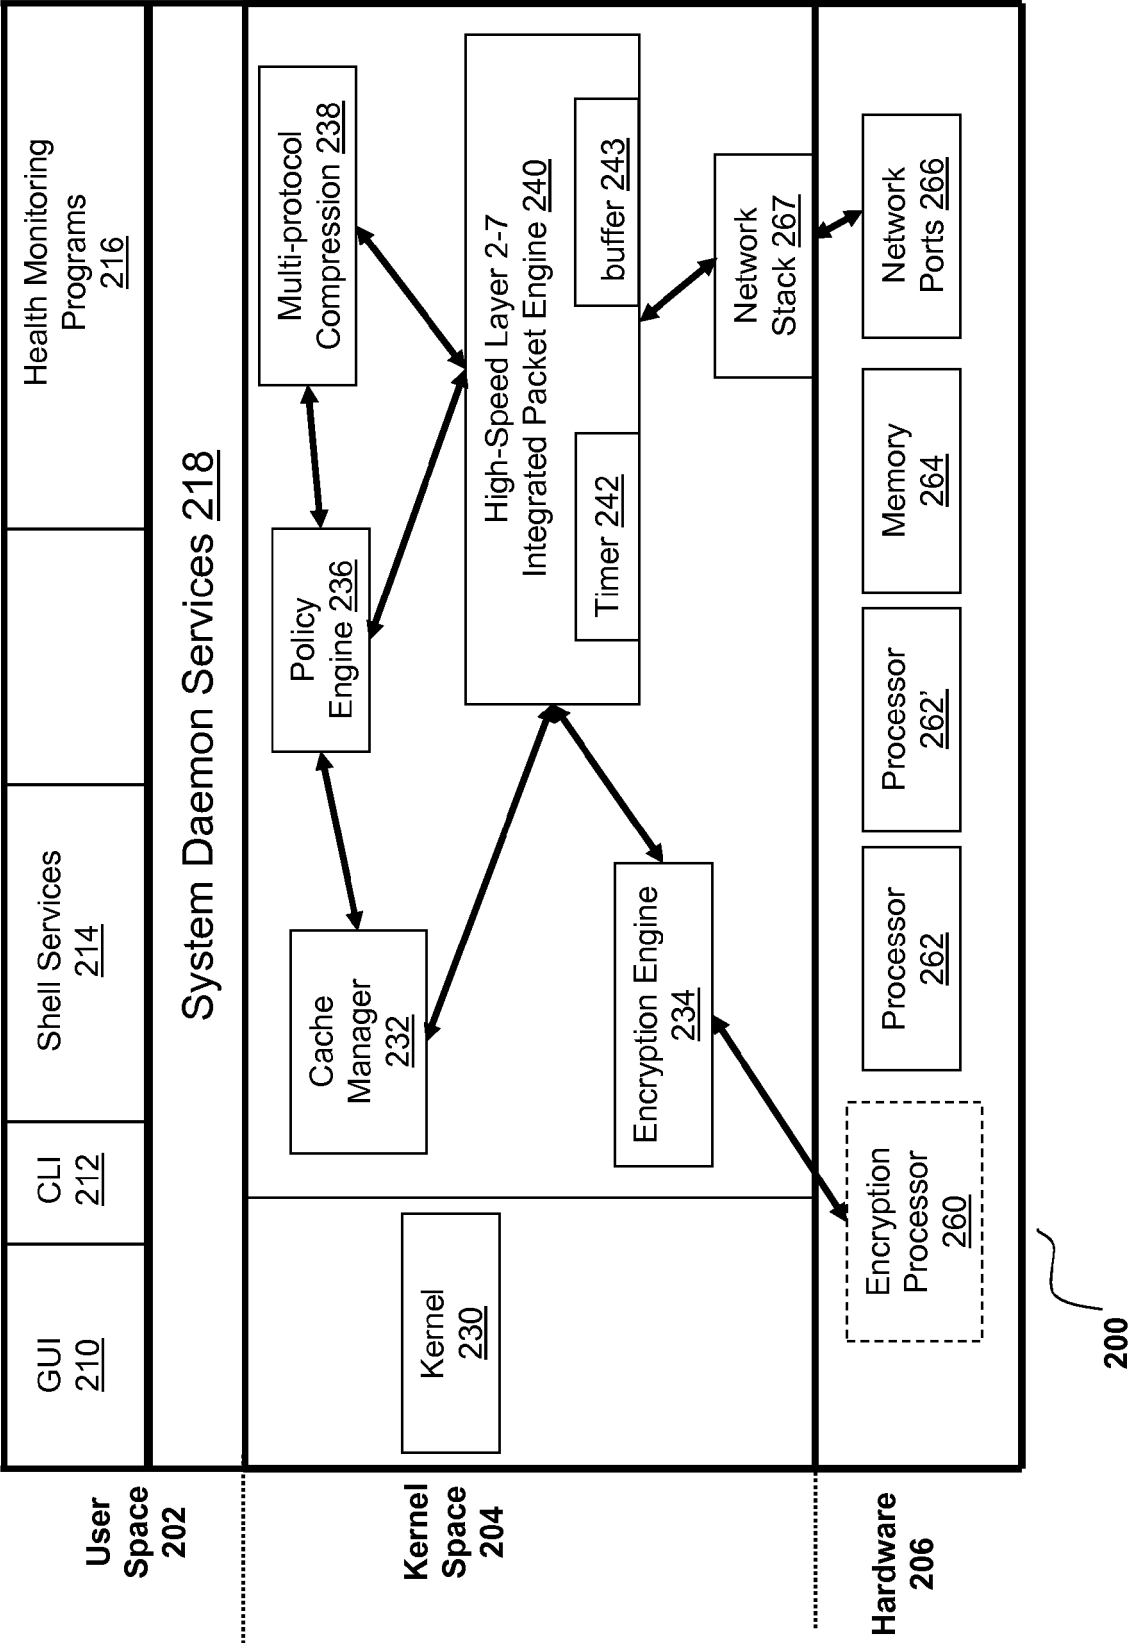 User
Space 202
GUI
210
CLI
212
Shell Services
214
Health Monitoring
Programs
216
System Daemon Services 218
Kernel
Space 204
Kernel
230
Cache
Manager
232
Policy
Engine 236
Multi-protocol
Compression 238
High-Speed Layer 2-7
Integrated Packet Engine 240
Timer 242
buffer 243
Encryption Engine
234
Network
Stack 267
Hardware
206
Encryption
Processor
260
Processor
262
Processor
262'
Memory
264
Network
Ports 266
200